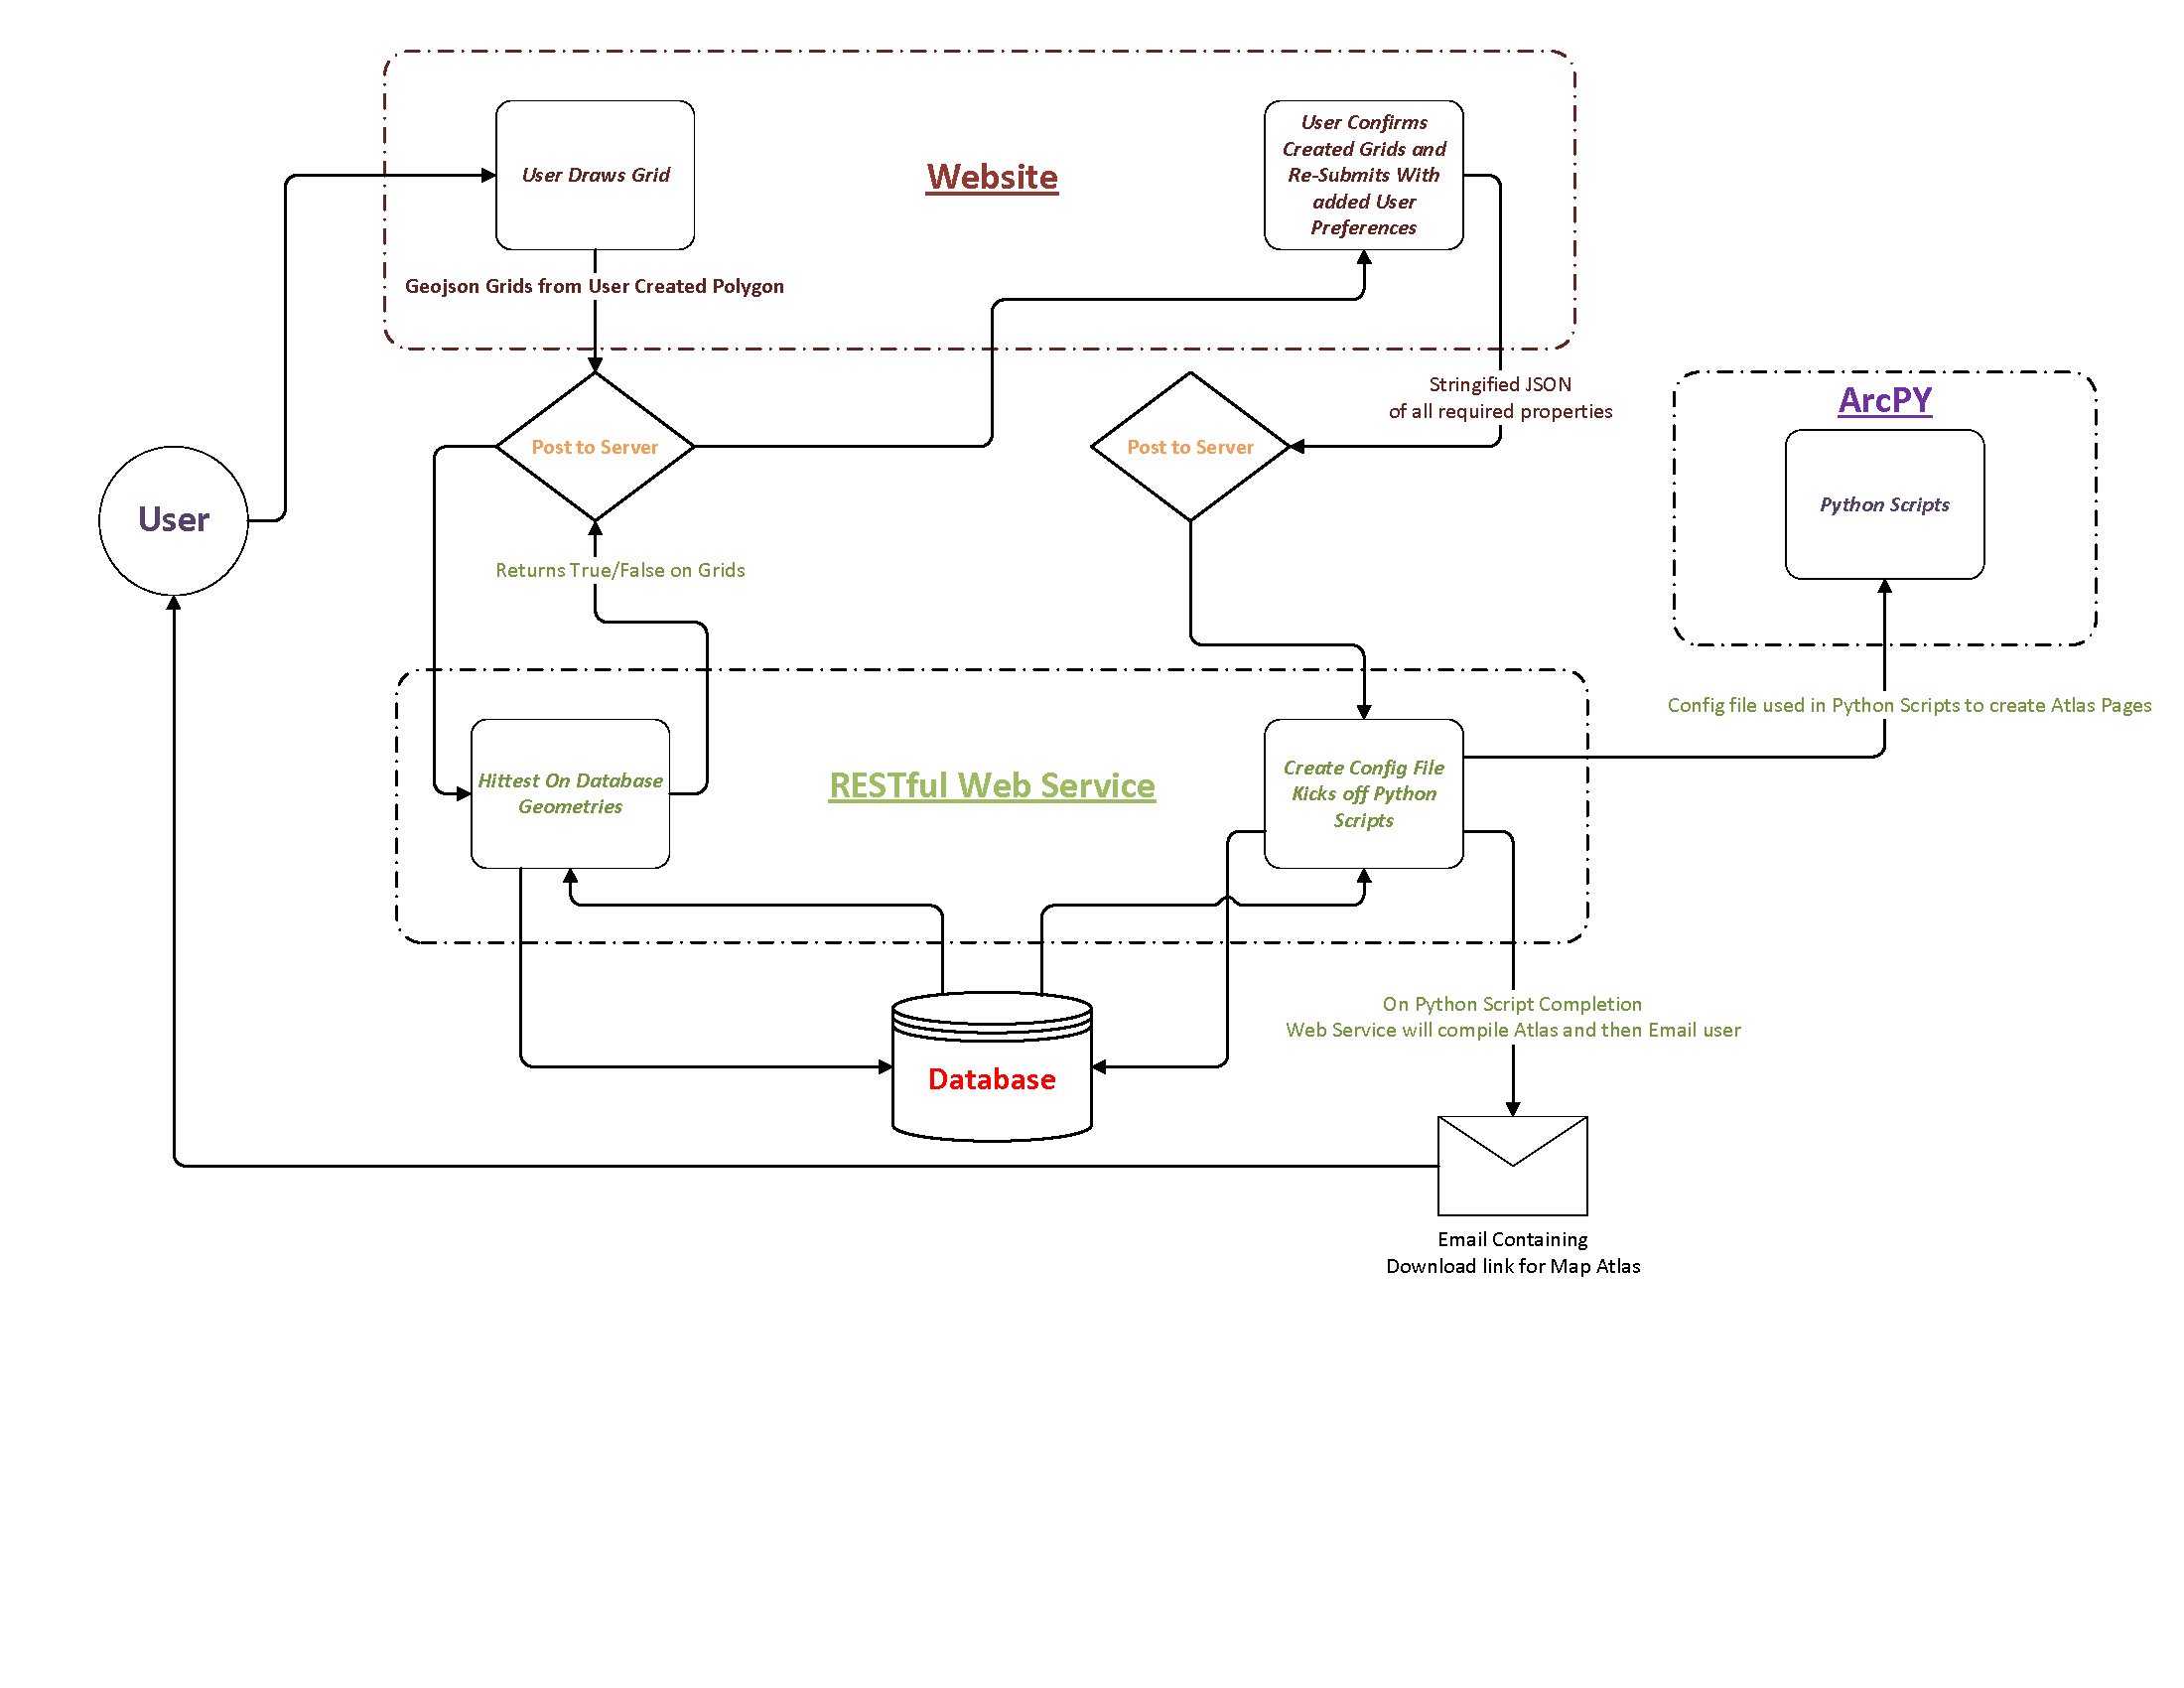 User Draws Grid
Website
User Confirms
Created Grids and
Re-Submits With
added User
Preferences
Geojson Grids from User Created Polygon
Stringified JSON
of all required properties
ArcPY
Post to Server
Post to Server
Python Scripts
User
Returns True/False on Grids
Config file used in Python Scripts to create Atlas Pages
Hittest On Database
Geometries
RESTful Web Service
Create Config File
Kicks off Python
Scripts
On Python Script Completion
Web Service will compile Atlas and then Email user
Database
Email Containing
Download link for Map Atlas